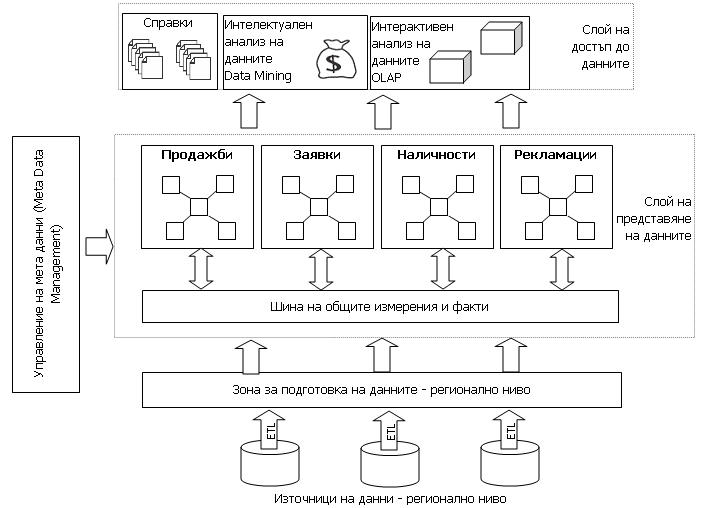 Справки
Интелектуален
анализ на
данните
Data Mining
$
Интерактивен
анализ на
данните
OLAP
Слой на
достъп до
данните
Управление на мета данни (Meta Data
Management)
Продажби
Заявки
Наличности
Рекламации
Слой на
представяне
на данните
Шина на общите измерения и факти
Зона за подготовка на данните - регионално ниво
ETL
ETL
ETL
Източници на данни - регионално ниво